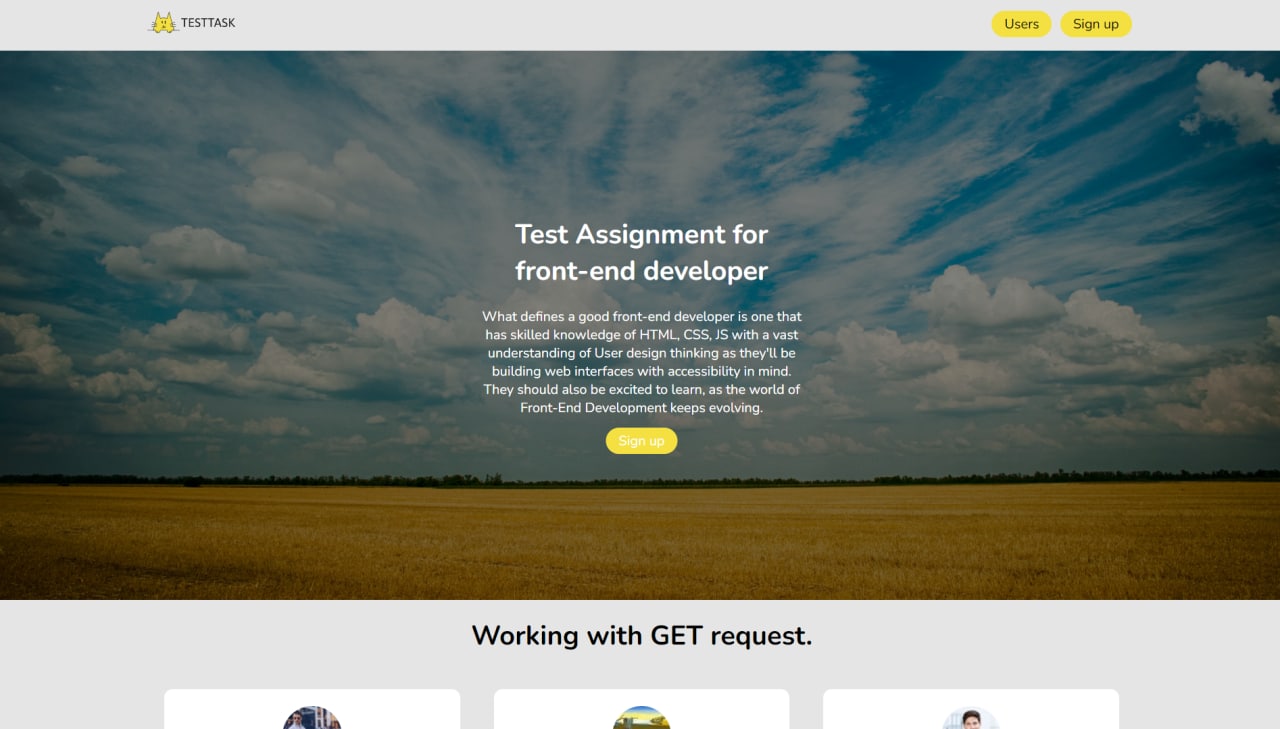 TESTTASK
Users
Sign up
Test Assignment for
front-end developer
What defines a good front-end developer is one that
has skilled knowledge of HTML, CSS, JS with a vast
understanding of User design thinking as they'll be
building web interfaces with accessibility in mind.
They should also be excited to learn, as the world of
Front-End Development keeps evolving.
Sign up
Working with GET request.